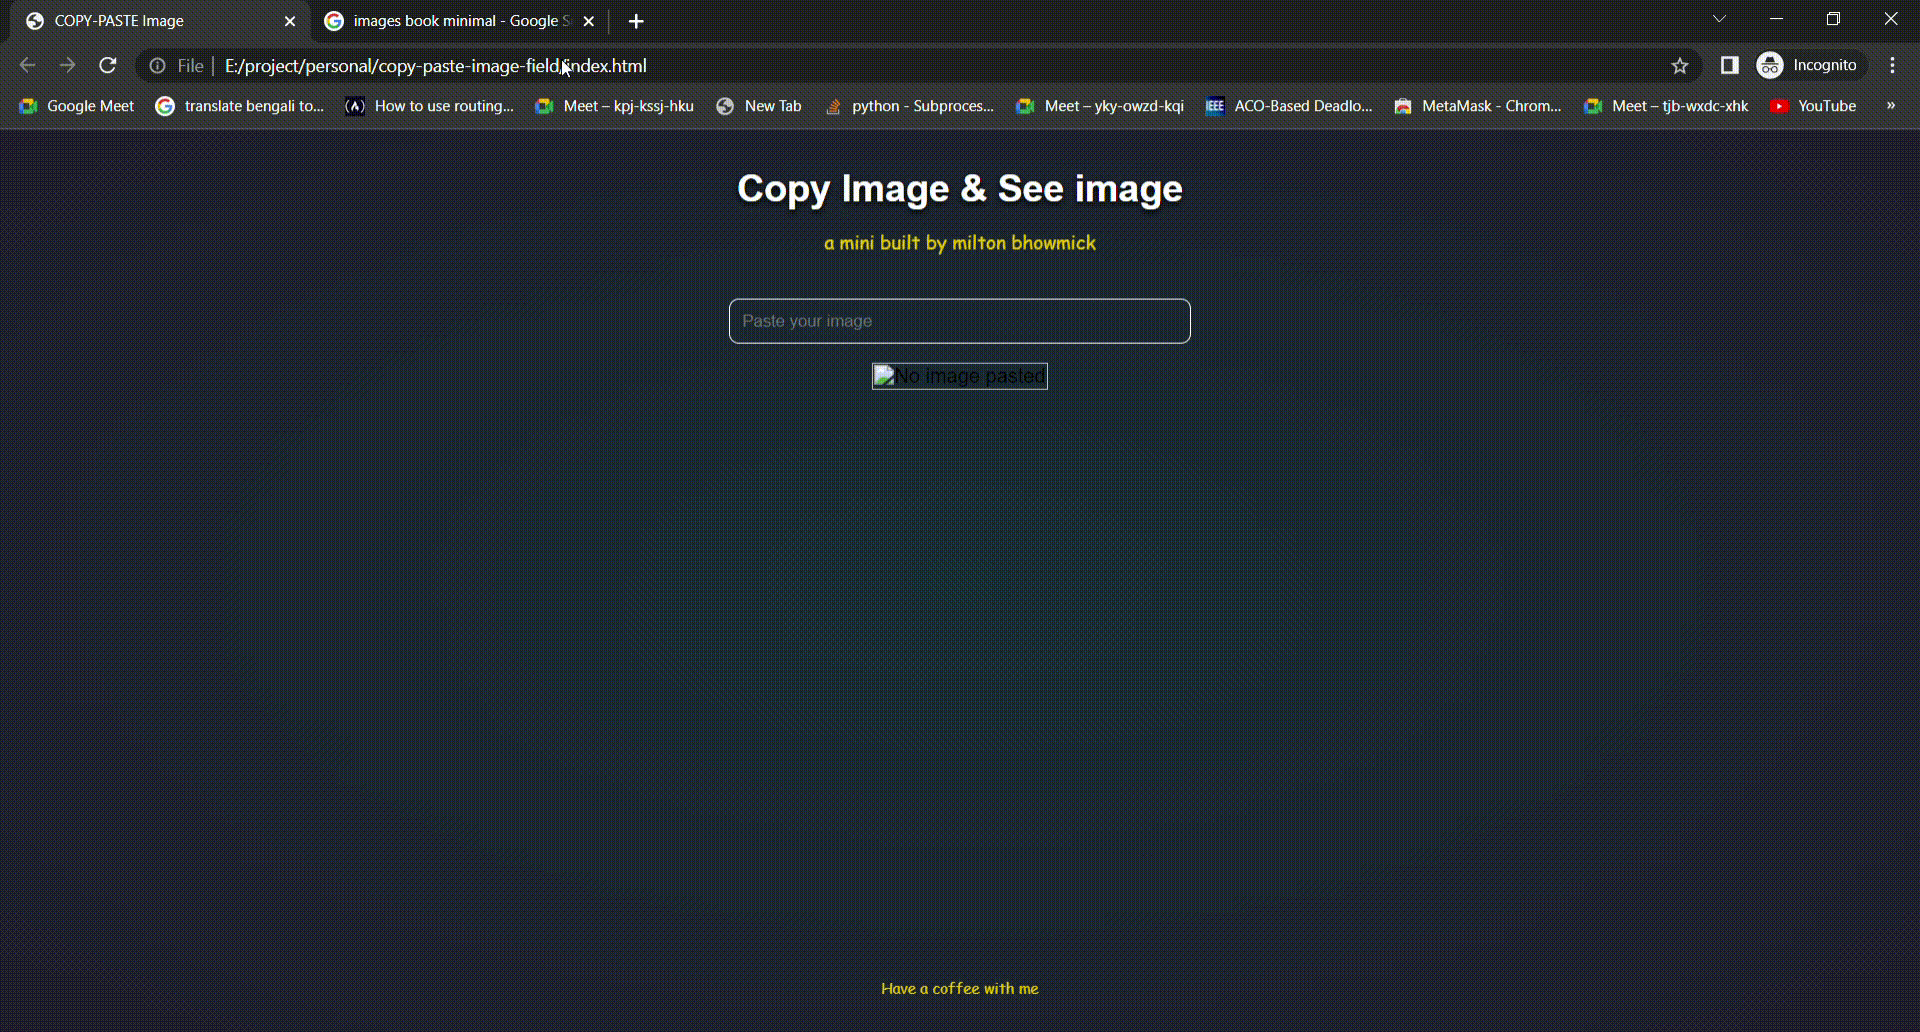 COPY-PASTE Image
images book minimal - Google S
File
E:/project/personal/copy-paste-image-field/index.html
Incognito
Google Meet
translate bengali to...
How to use routing...
Meet – kpj-kssj-hku
New Tab
python - Subproces...
Meet – yky-owzd-kqi
IEEE
ACO-Based Deadlo...
MetaMask - Chrom...
Meet – tjb-wxdc-xhk
YouTube
Copy Image & See image
a mini built by milton bhowmick
Paste your image
No image pasted
Have a coffee with me